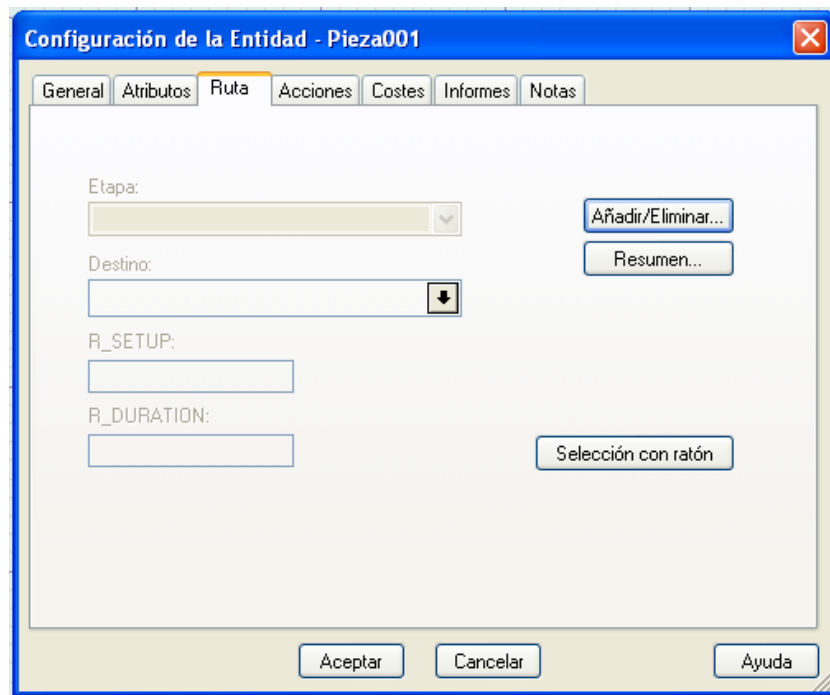 Configuración de la Entidad - Pieza001
General Atributos Ruta Acciones Costes Informes Notas
Etapa:
Añadir/Eliminar...
Resumen...
Destino:
R_SETUP:
R_DURATION:
Selección con ratón
Aceptar Cancelar Ayuda